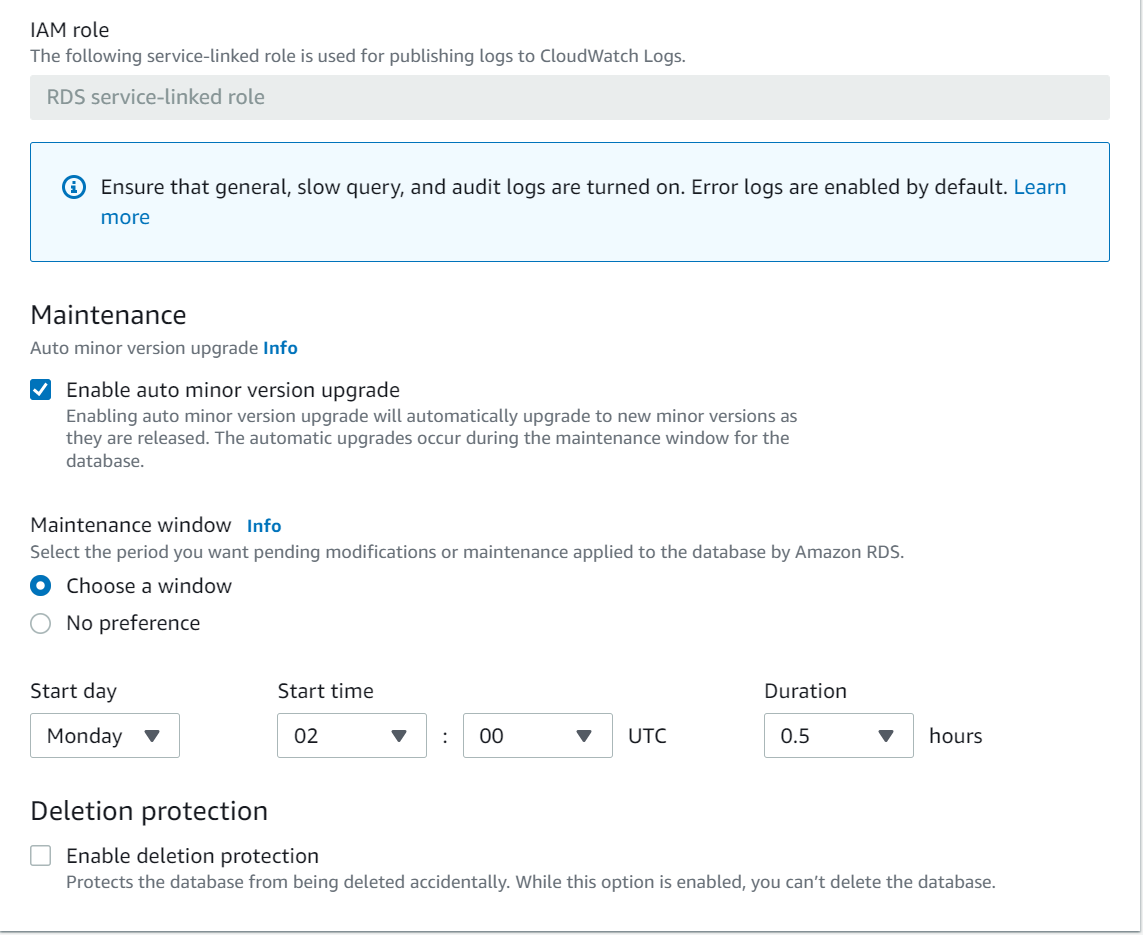 IAM role
The following service-linked role is used for publishing logs to CloudWatch Logs.
RDS service-linked role
Ensure that general, slow query, and audit logs are turned on. Error logs are enabled by default. Learn
more
Maintenance
Auto minor version upgrade Info
Enable auto minor version upgrade
Enabling auto minor version upgrade will automatically upgrade to new minor versions as
they are released. The automatic upgrades occur during the maintenance window for the
database.
Maintenance window Info
Select the period you want pending modifications or maintenance applied to the database by Amazon RDS.
Choose a window
No preference
Start day Start time Duration
Monday 02 : 00 UTC 0.5 hours
Deletion protection
Enable deletion protection
Protects the database from being deleted accidentally. While this option is enabled, you can’t delete the database.